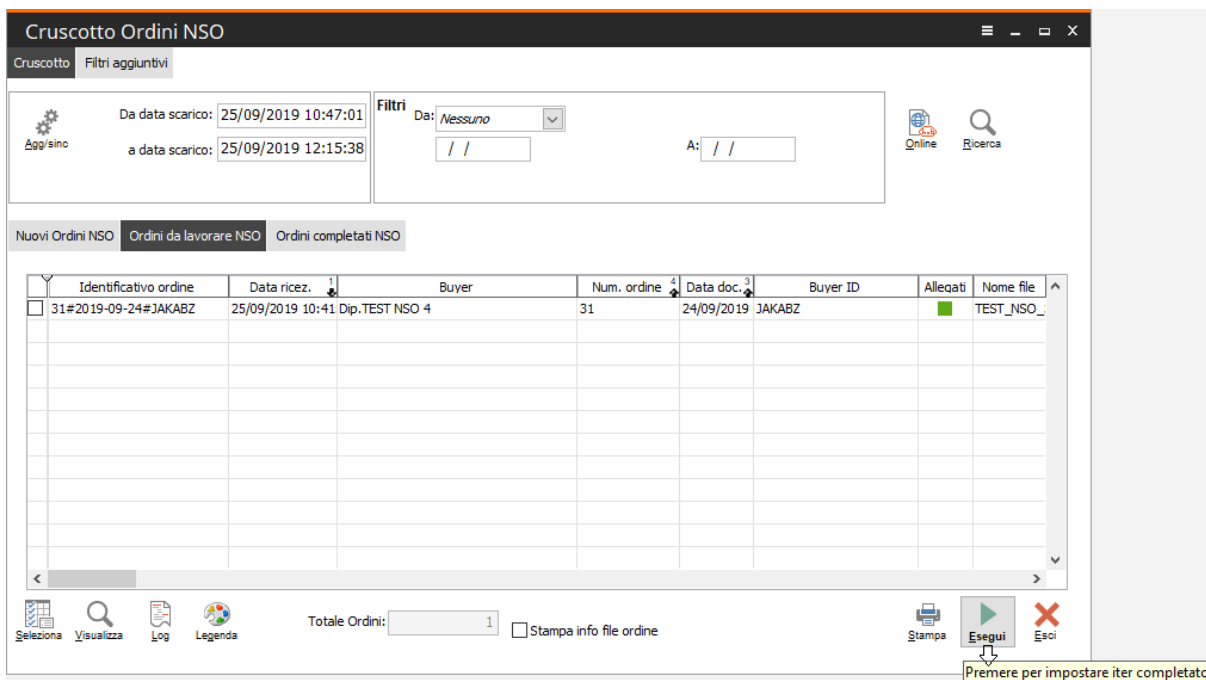 Cruscotto Ordini NSO
Cruscotto Filtri aggiuntivi
Da data scarico: 25/09/2019 10:47:01 Filtri Da: Nessuno
Agg/sinc a data scarico: 25/09/2019 12:15:38 / / A: / / Online Ricerca
Nuovi Ordini NSO Ordini da lavorare NSO Ordini completati NSO
Identificativo ordine Data ricez. 1 Buyer Num. ordine 4 Data doc. 3 Buyer ID Allegati Nome file
31#2019-09-24#JAKABZ 25/09/2019 10:41 Dip.TEST NSO 4 31 24/09/2019 JAKABZ TEST_NSO_
Totale Ordini: 1 Stampa info file ordine
Seleziona Visualizza Log Legenda Stampa Esegui Esci
Premere per impostare iter completato